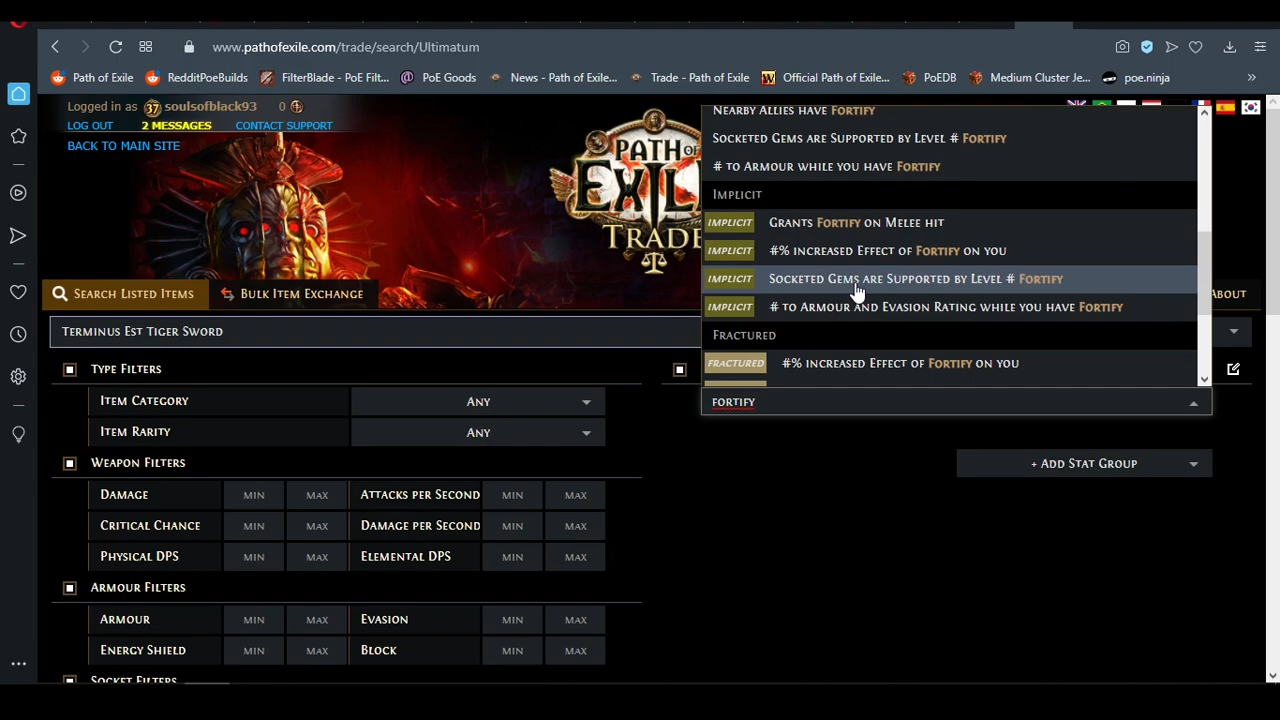 www.pathofexile.com/trade/search/Ultimatum
Path of Exile
RedditPoeBuilds
FilterBlade - PoE Filt...
PoE Goods
News - Path of Exile...
Trade - Path of Exile
Official Path of Exile...
PoEDB
Medium Cluster Je...
poe.ninja
»
Logged in as 37 soulsofblack93 0
LOG OUT 2 MESSAGES CONTACT SUPPORT
BACK TO MAIN SITE
PATH OF
EXILE
TRADE
Nearby Allies have Fortify
Socketed Gems are Supported by Level # Fortify
# to Armour while you have Fortify
Implicit
IMPLICIT Grants Fortify on Melee hit
IMPLICIT #% increased Effect of Fortify on you
IMPLICIT Socketed Gems are Supported by Level # Fortify
IMPLICIT # to Armour and Evasion Rating while you have Fortify
Fractured
FRACTURED #% increased Effect of Fortify on you
FORTIFY
Search Listed Items
Bulk Item Exchange
About
Terminus Est Tiger Sword
Type Filters
Item Category Any
Item Rarity Any
Weapon Filters
Damage MIN MAX Attacks per Second MIN MAX
Critical Chance MIN MAX Damage per Second MIN MAX
Physical DPS MIN MAX Elemental DPS MIN MAX
Armour Filters
Armour MIN MAX Evasion MIN MAX
Energy Shield MIN MAX Block MIN MAX
Socket Filters
+ Add Stat Group